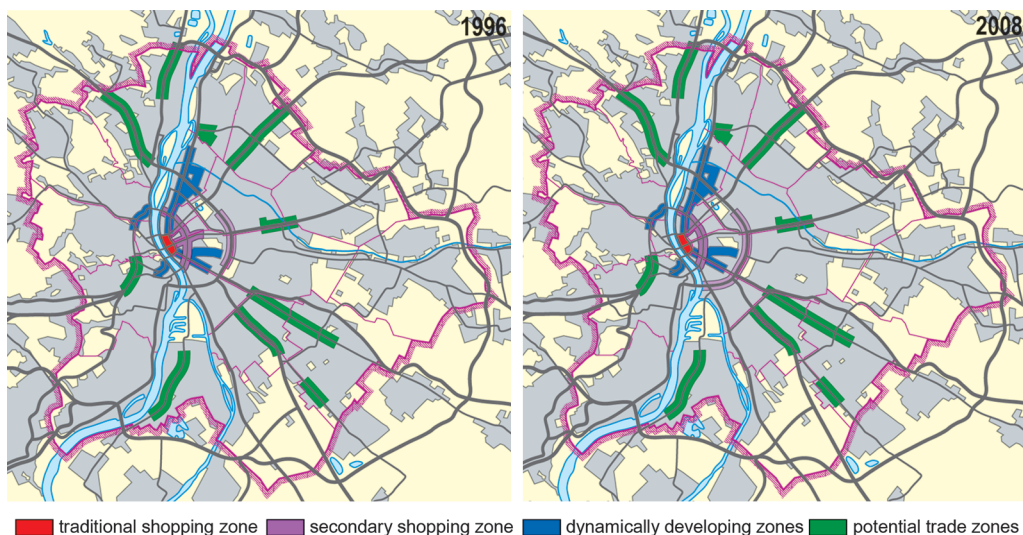 1996
2008
traditional shopping zone secondary shopping zone dynamically developing zones potential trade zones